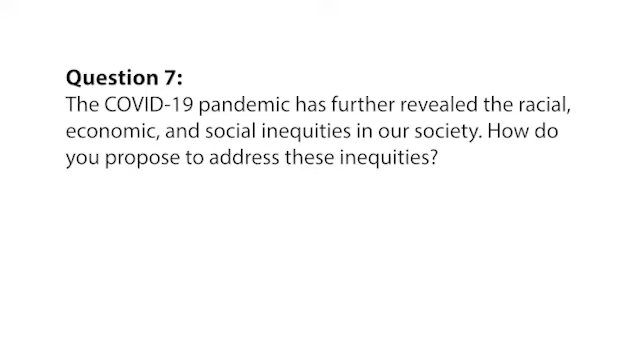 Question 7:
The COVID-19 pandemic has further revealed the racial,
economic, and social inequities in our society. How do
you propose to address these inequities?